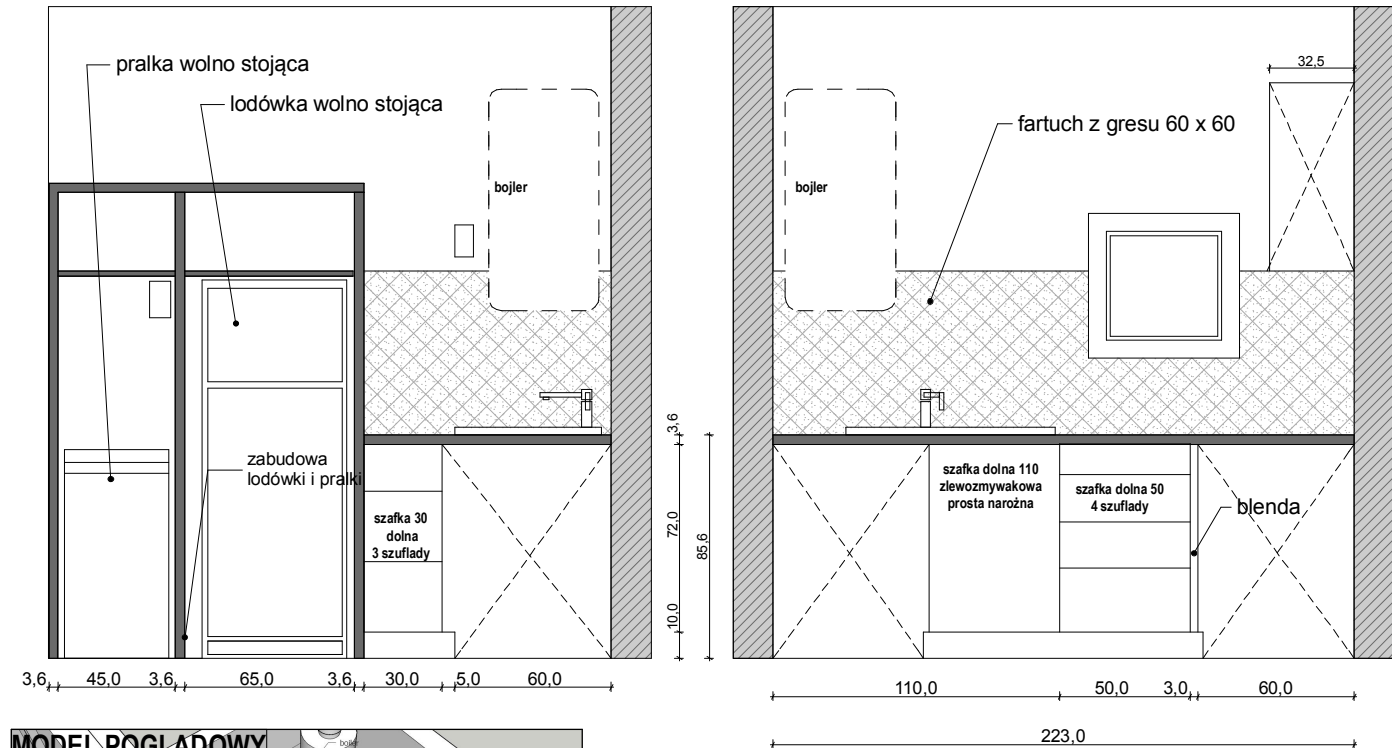 pralka wolno stojąca
lodówka wolno stojąca
bojler
zabudowa
lodówki i pralki
szafka 30
dolna
3 szuflady
3,6
72,0
10,0
85,6
3,6
45,0
3,6
65,0
3,6
30,0
5,0
60,0
32,5
fartuch z gresu 60 x 60
bojler
szafka dolna 110
zlewozmywakowa
prosta narożna
szafka dolna 50
4 szuflady
blenda
110,0
50,0
3,0
60,0
223,0
MODEL POGLĄDOWY
bojler